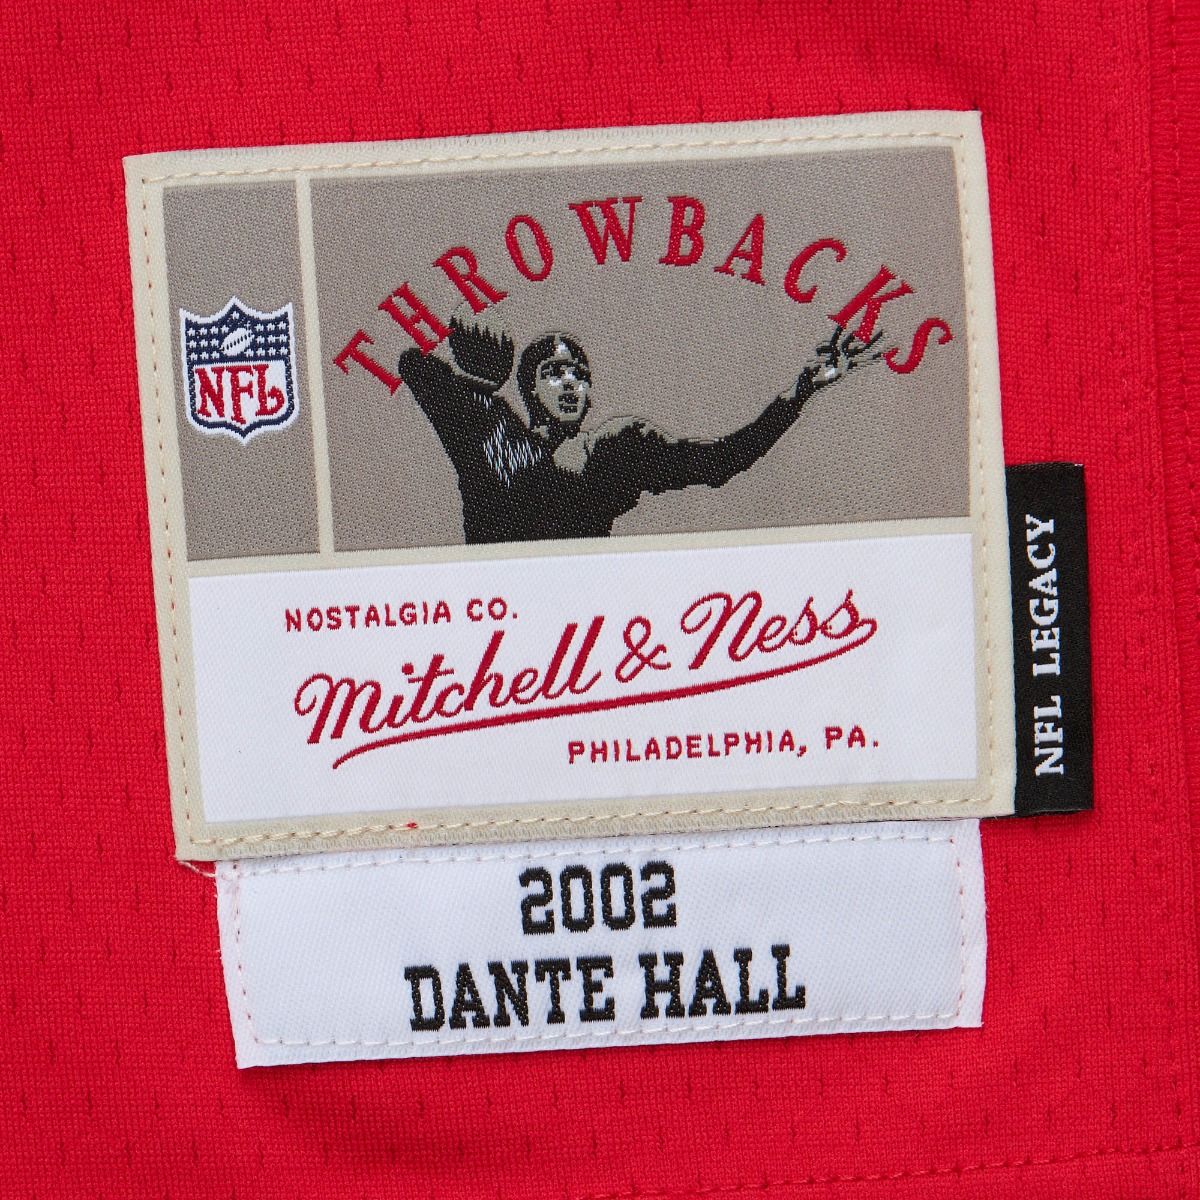 THROWBACKS
NFL
NOSTALGIA CO.
Mitchell & Ness
PHILADELPHIA, PA.
NFL LEGACY
2002
DANTE HALL